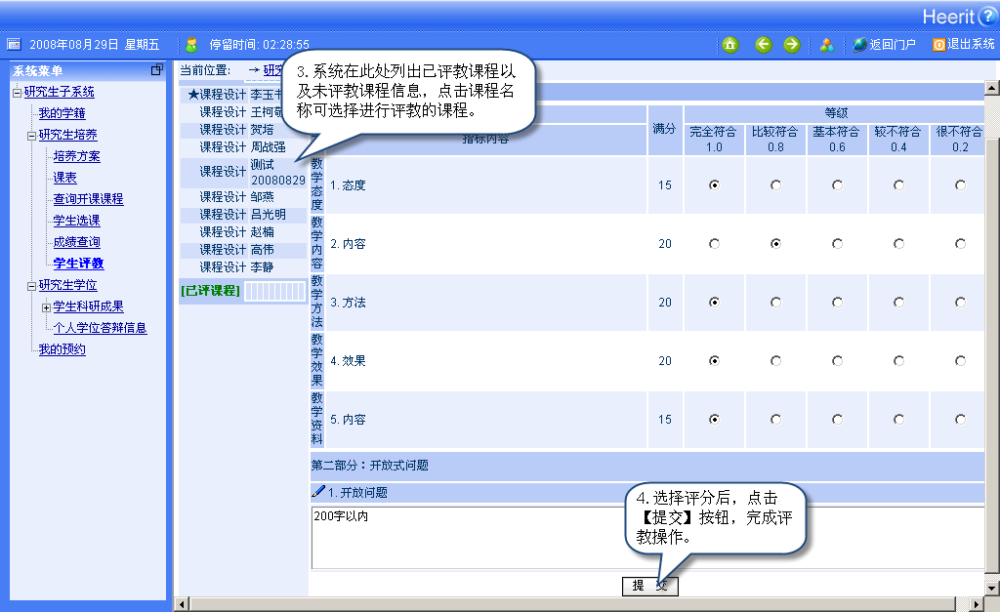 Heerit
2008年08月29日 星期五
停留时间: 02:28:55
返回门户
退出系统
系统菜单
研究生子系统
我的学籍
研究生培养
培养方案
课表
查询开课课程
学生选课
成绩查询
学生评教
研究生学位
学生科研成果
个人学位答辩信息
我的预约
当前位置: →研究
★课程设计 李玉
课程设计 王柯敬
课程设计 贺培
课程设计 周战强
课程设计 测试
20080829
课程设计 邹燕
课程设计 吕光明
课程设计 赵楠
课程设计 高伟
课程设计 李静
[已评课程]
3.系统在此处列出已评教课程以
及未评教课程信息，点击课程名
称可选择进行评教的课程。
指标内容
满分
等级
完全符合 比较符合 基本符合 较不符合 很不符合
1.0 0.8 0.6 0.4 0.2
教学态度
1. 态度 15
教学内容
2. 内容 20
教学方法
3. 方法 20
教学效果
4. 效果 20
教学资料
5. 内容 15
第二部分：开放式问题
1. 开放问题
200字以内
4.选择评分后，点击
【提交】按钮，完成评
教操作。
提 交